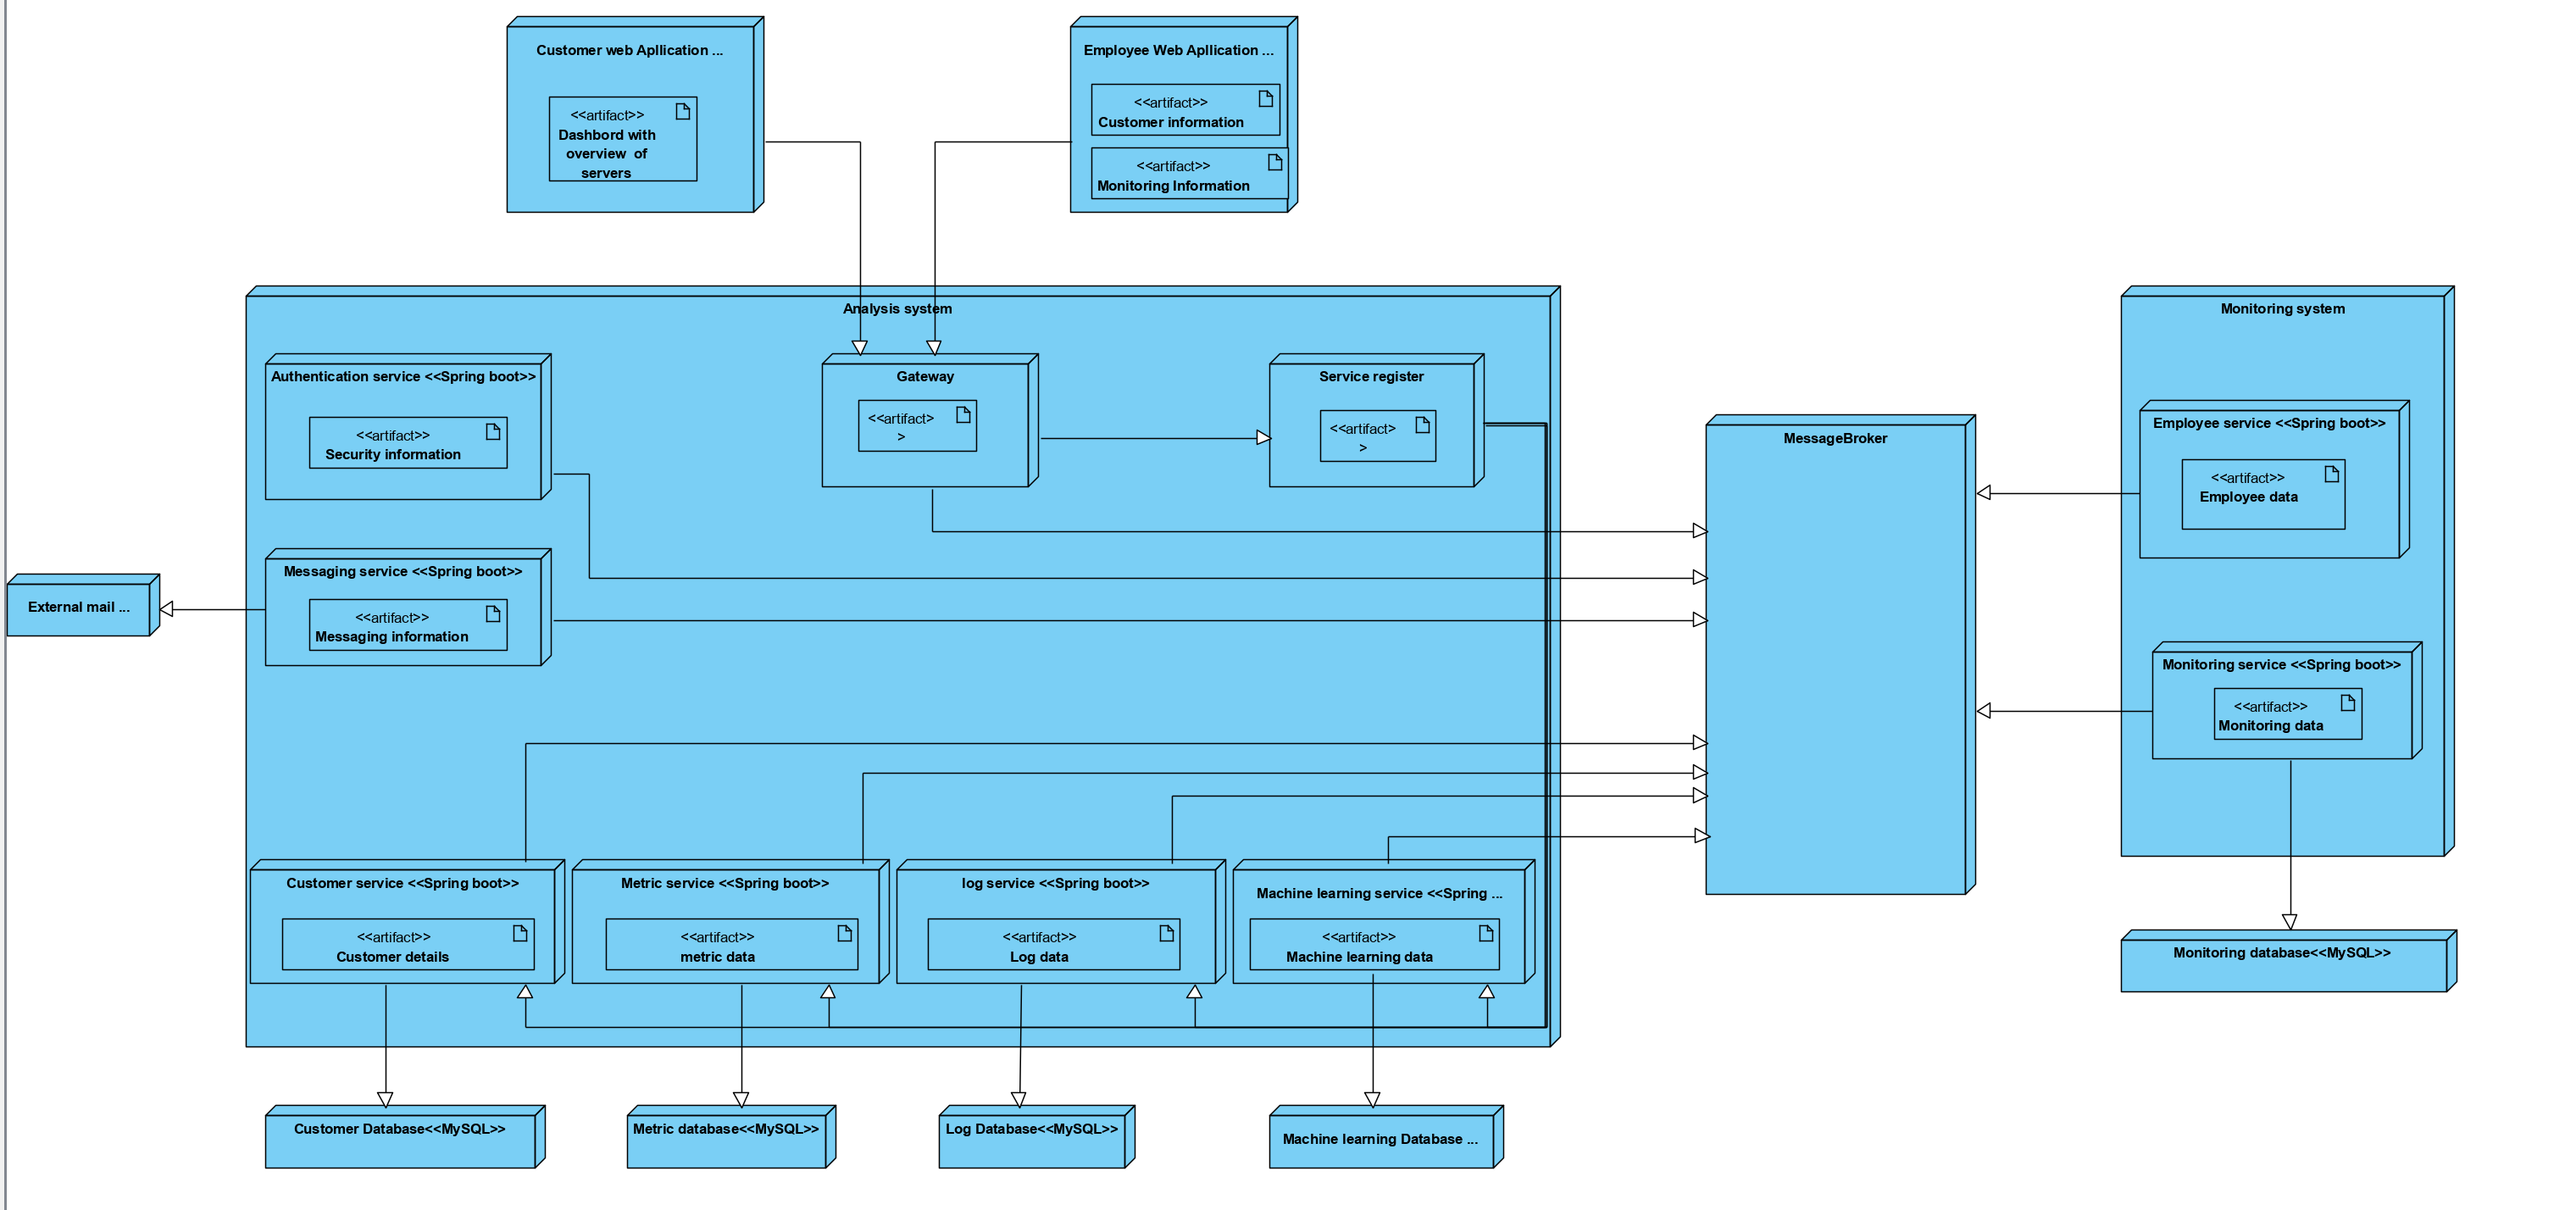 Customer web Apllication ...
<<artifact>>
Dashbord with
overview of
servers
Employee Web Apllication ...
<<artifact>>
Customer information
<<artifact>>
Monitoring Information
Analysis system
Authentication service <<Spring boot>>
<<artifact>>
Security information
Gateway
<<artifact>
>
Service register
<<artifact>
>
MessageBroker
Monitoring system
Employee service <<Spring boot>>
<<artifact>>
Employee data
External mail ...
Messaging service <<Spring boot>>
<<artifact>>
Messaging information
Monitoring service <<Spring boot>>
<<artifact>>
Monitoring data
Customer service <<Spring boot>>
<<artifact>>
Customer details
Metric service <<Spring boot>>
<<artifact>>
metric data
log service <<Spring boot>>
<<artifact>>
Log data
Machine learning service <<Spring ...
<<artifact>>
Machine learning data
Monitoring database<<MySQL>>
Customer Database<<MySQL>>
Metric database<<MySQL>>
Log Database<<MySQL>>
Machine learning Database ...